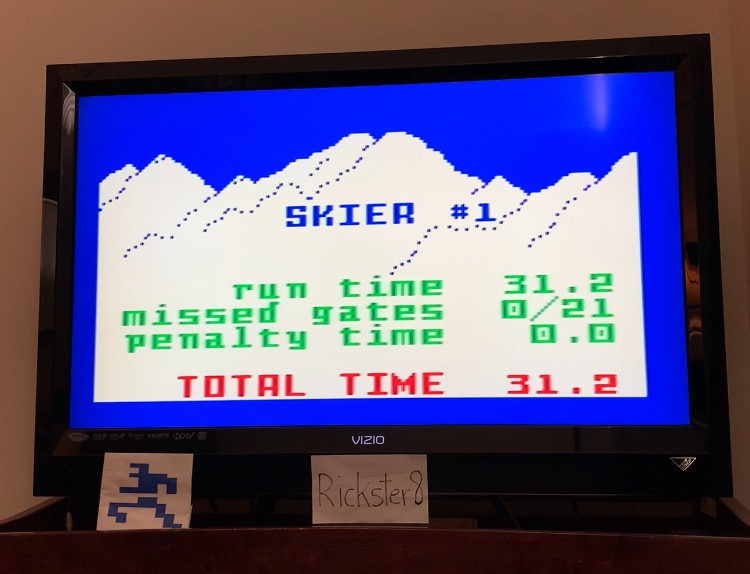 SKIER #1
run time 31.2
missed gates 0/21
penalty time 0.0
TOTAL TIME 31.2
VIZIO
Rickster8